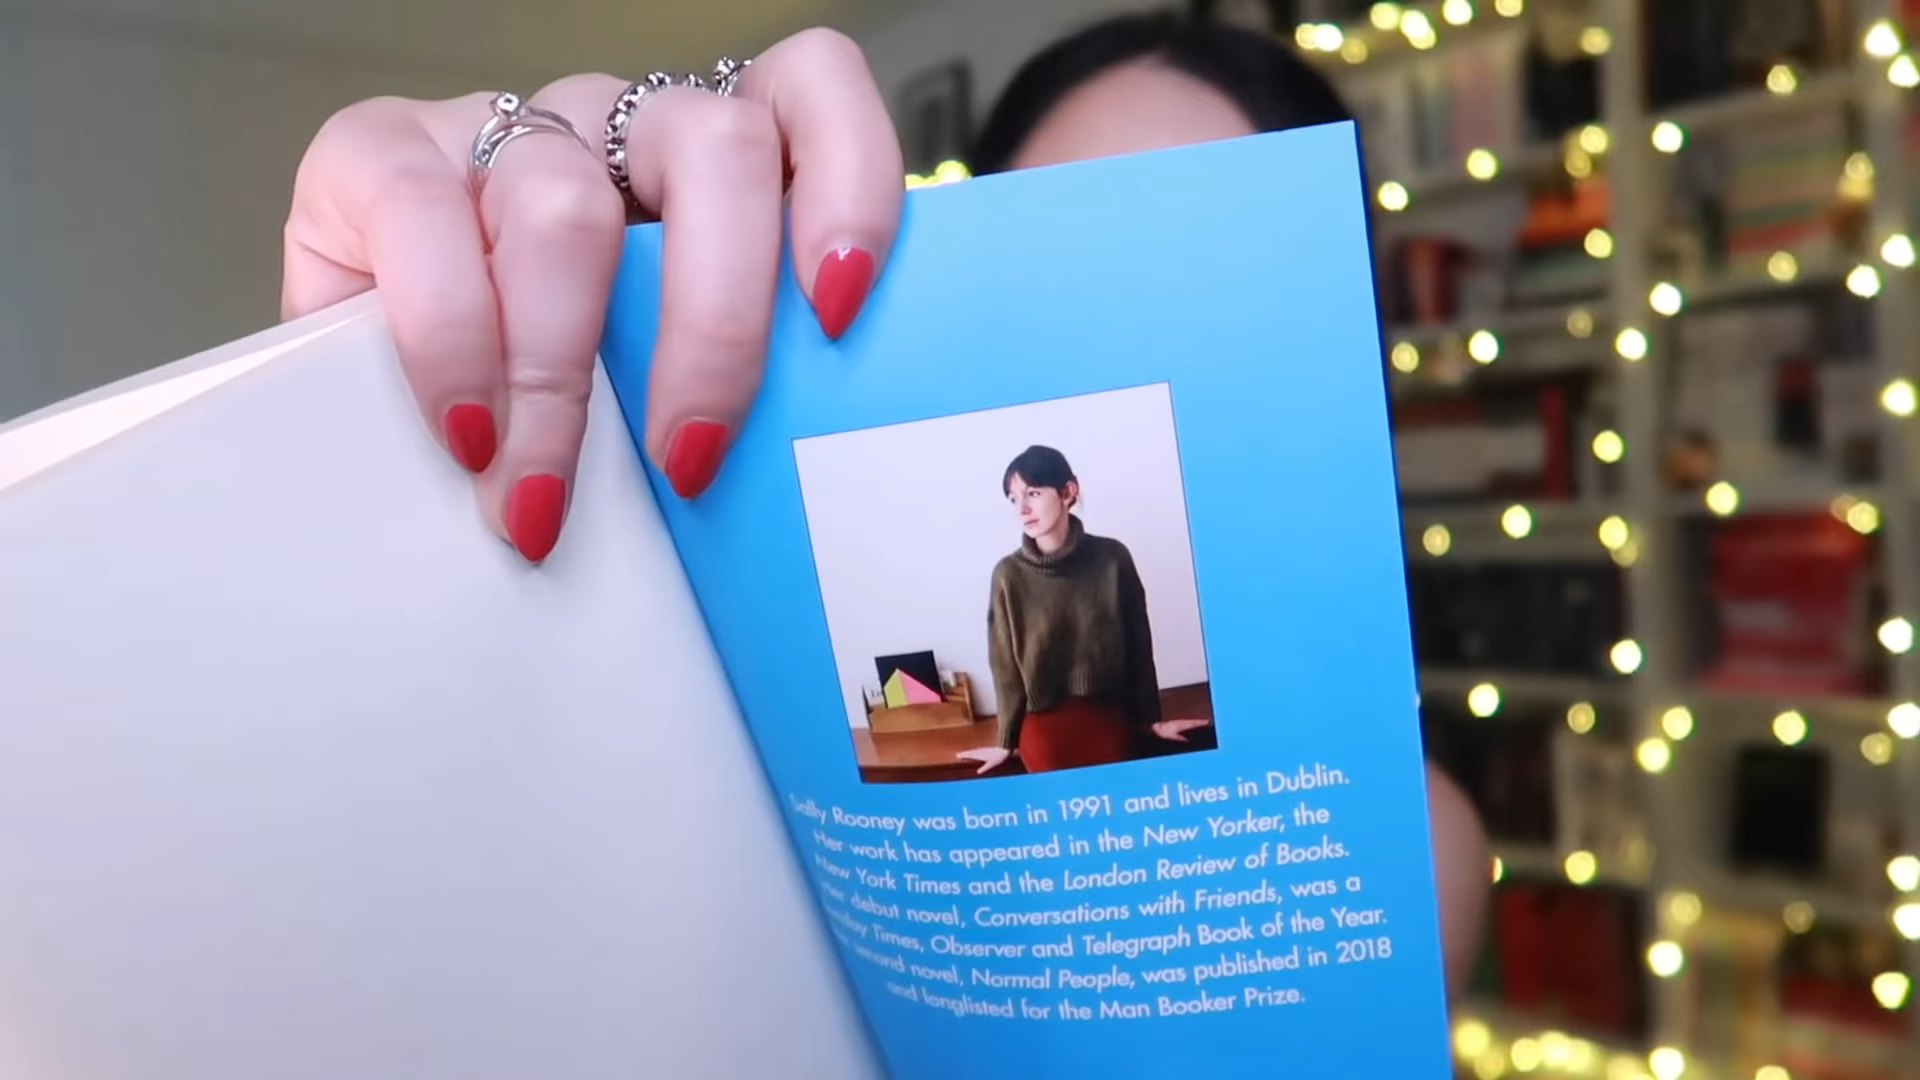 Sally Rooney was born in 1991 and lives in Dublin.
Her work has appeared in the New Yorker, the
New York Times and the London Review of Books.
Her debut novel, Conversations with Friends, was a
Sunday Times, Observer and Telegraph Book of the Year.
second novel, Normal People, was published in 2018
and longlisted for the Man Booker Prize.